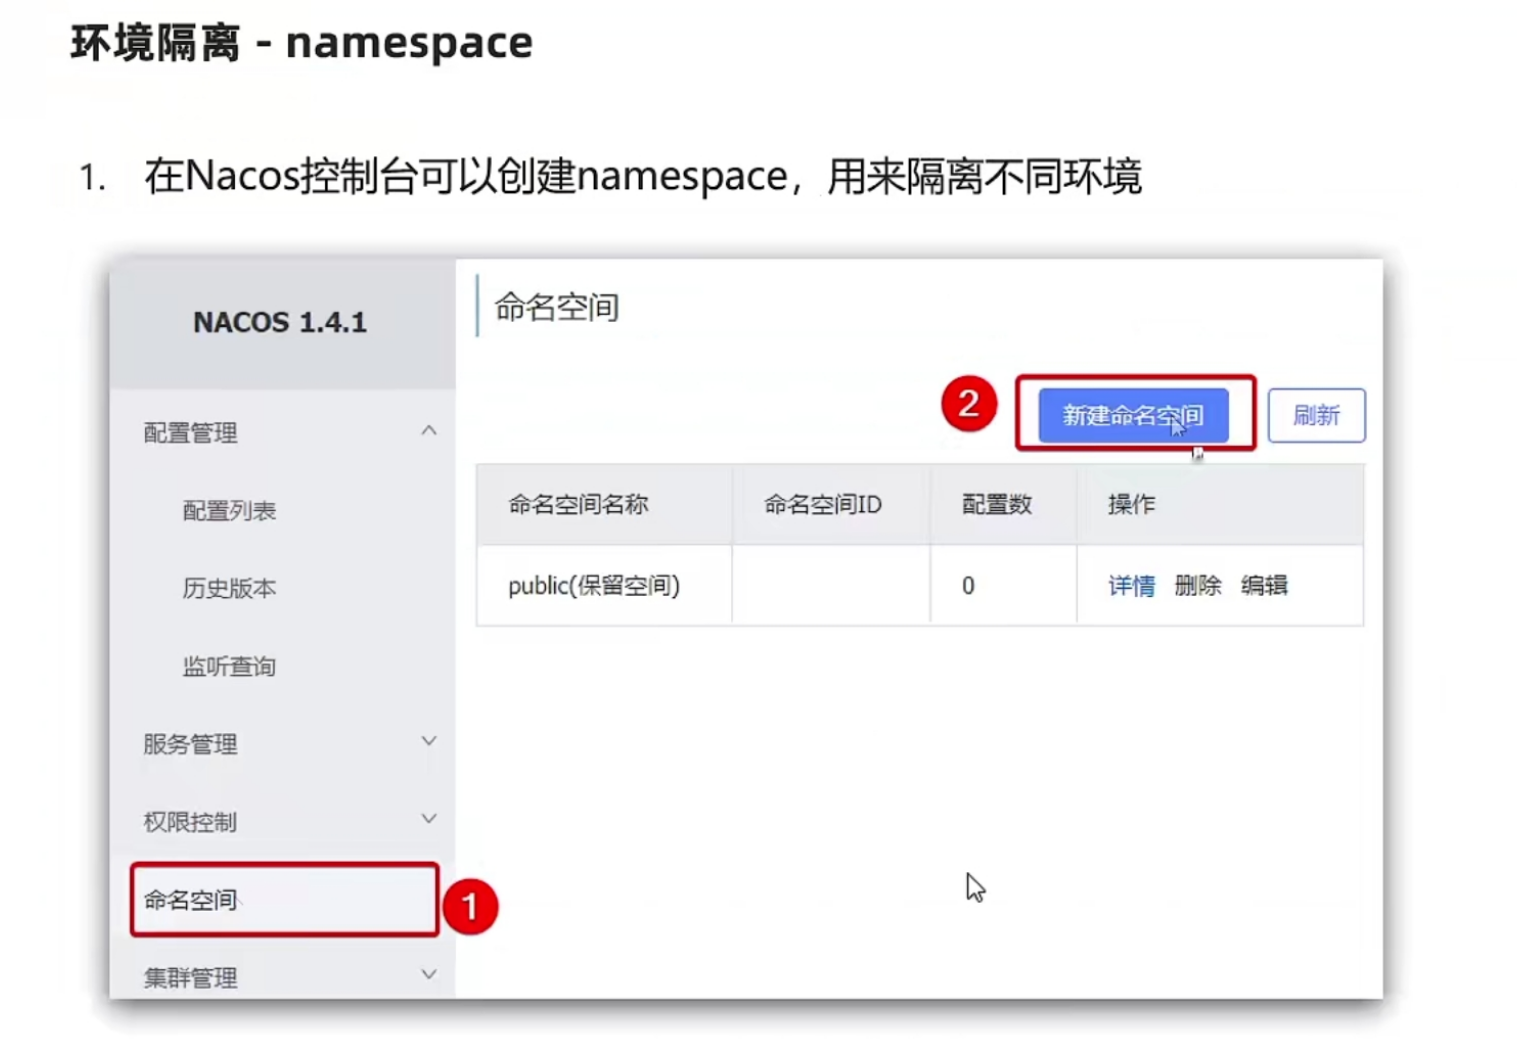 环境隔离 - namespace
1. 在Nacos控制台可以创建namespace，用来隔离不同环境
NACOS 1.4.1
配置管理
配置列表
历史版本
监听查询
服务管理
权限控制
命名空间
1
集群管理
命名空间
2 新建命名空间 刷新
命名空间名称 命名空间ID 配置数 操作
public(保留空间) 0 详情 删除 编辑